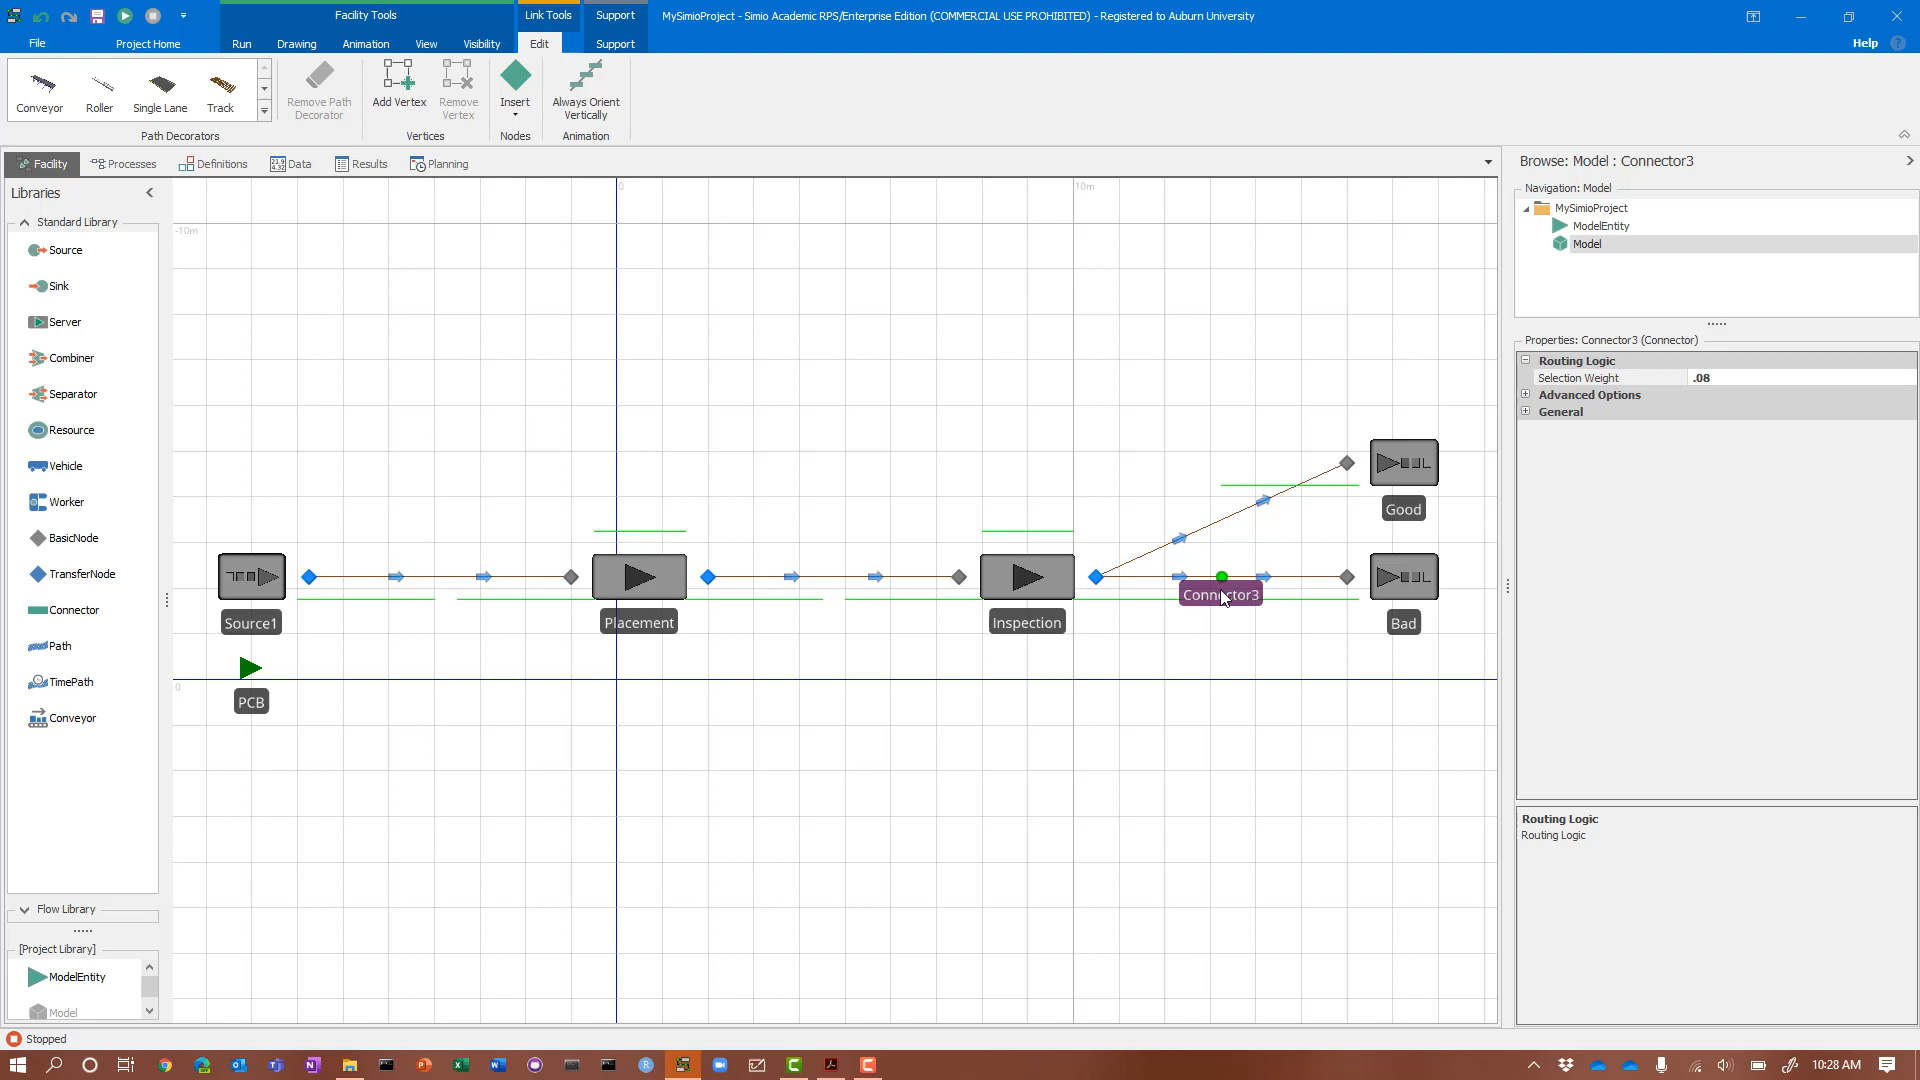 Facility Tools
Link Tools
Support
MySimioProject - Simio Academic RPS/Enterprise Edition (COMMERCIAL USE PROHIBITED) - Registered to Auburn University
File
Project Home
Run
Drawing
Animation
View
Visibility
Edit
Support
Help
Conveyor
Roller
Single Lane
Track
Remove Path
Decorator
Add Vertex
Remove
Vertex
Insert
Always Orient
Vertically
Path Decorators
Vertices
Nodes
Animation
Facility
Processes
Definitions
Data
Results
Planning
Libraries
Standard Library
Source
Sink
Server
Combiner
Separator
Resource
Vehicle
Worker
BasicNode
TransferNode
Connector
Path
TimePath
Conveyor
Flow Library
[Project Library]
ModelEntity
Model
0
10m
-10m
0
Source1
PCB
Placement
Inspection
Connector3
Good
Bad
Browse: Model : Connector3
Navigation: Model
MySimioProject
ModelEntity
Model
Properties: Connector3 (Connector)
Routing Logic
Selection Weight .08
Advanced Options
General
Routing Logic
Routing Logic
Stopped
10:28 AM